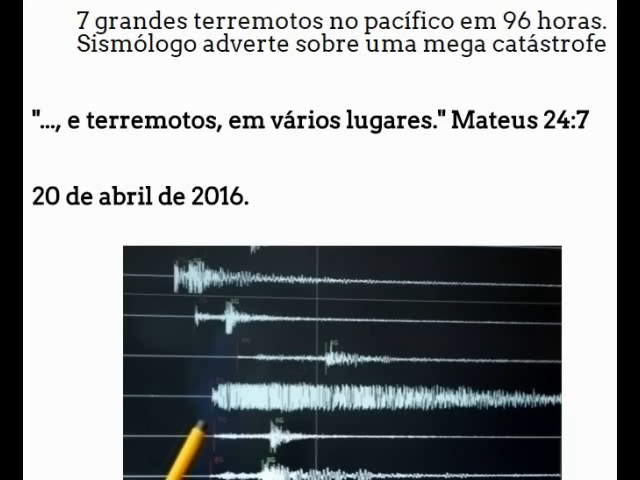 7 grandes terremotos no pacífico em 96 horas.
Sismólogo adverte sobre uma mega catástrofe
"..., e terremotos, em vários lugares." Mateus 24:7
20 de abril de 2016.